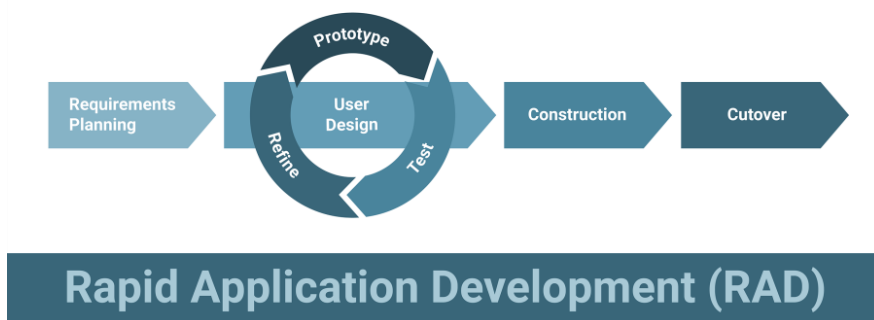 Prototype
Requirements
Planning
User
Design
Construction
Cutover
Refine
Test
Rapid Application Development (RAD)